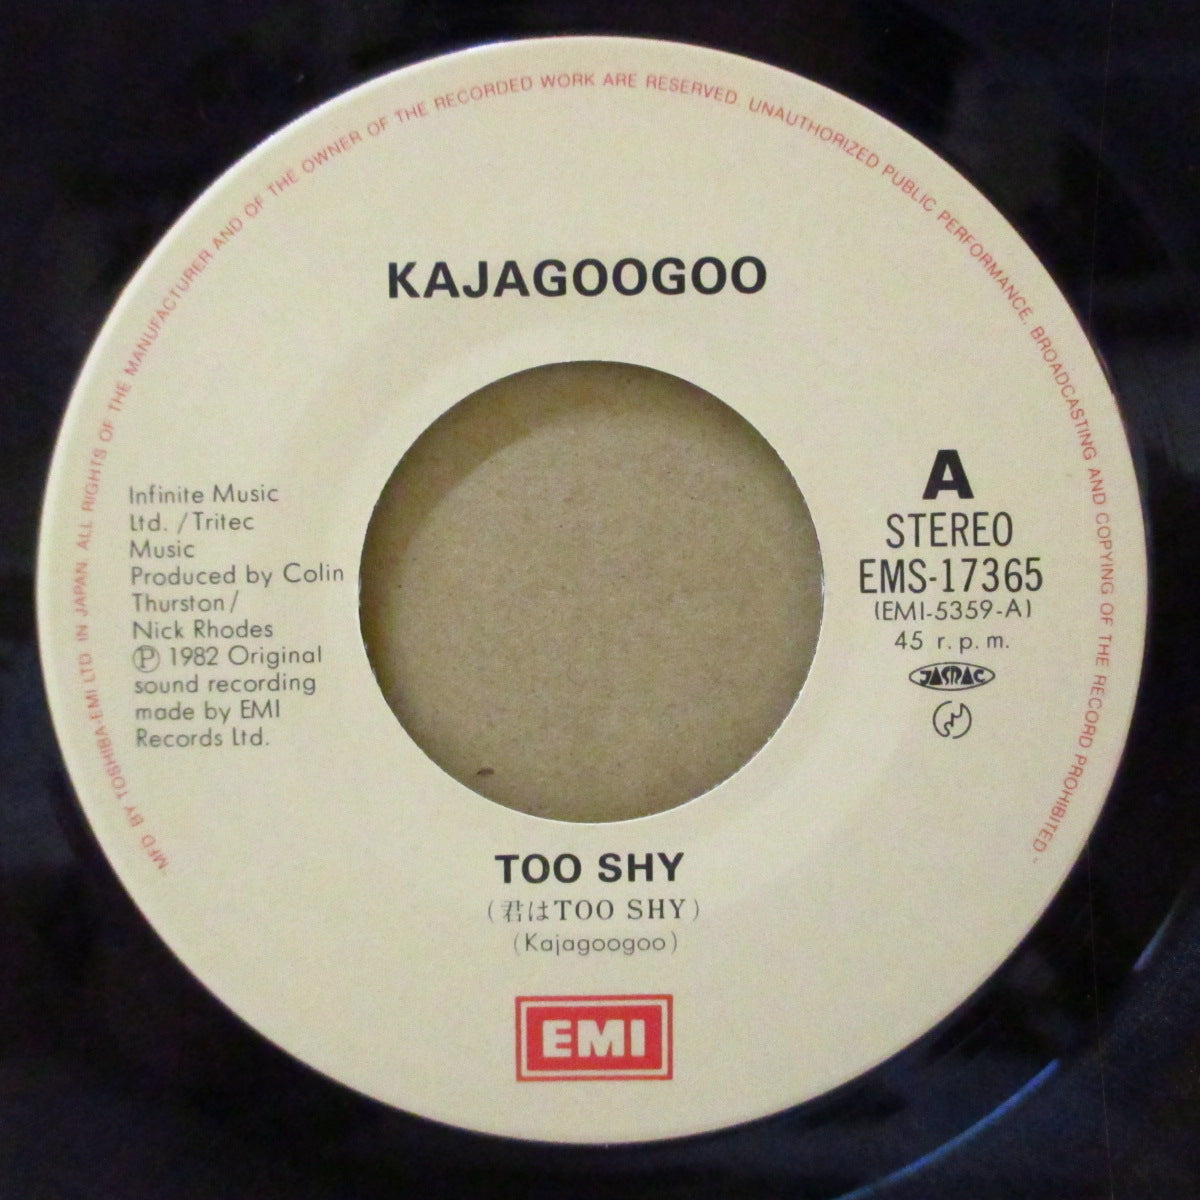 "MFD BY TOSHIBA-EMI LTD IN JAPAN. ALL RIGHTS OF THE MANUFACTURER AND OF THE OWNER OF THE RECORDED WORK ARE RESERVED. UNAUTHORIZED PUBLIC PERFORMANCE, BROADCASTING AND COPYING OF THE RECORD PROHIBITED"
KAJAGOOGOO
Infinite Music
Ltd. / Tritec
Music
Produced by Colin
Thurston /
Nick Rhodes
Ⓟ 1982 Original
sound recording
made by EMI
Records Ltd.
A
STEREO
EMS-17365
(EMI-5359-A)
45 r.p.m.
JASRAC
TOO SHY
(君はTOO SHY)
(Kajagoogoo)
EMI